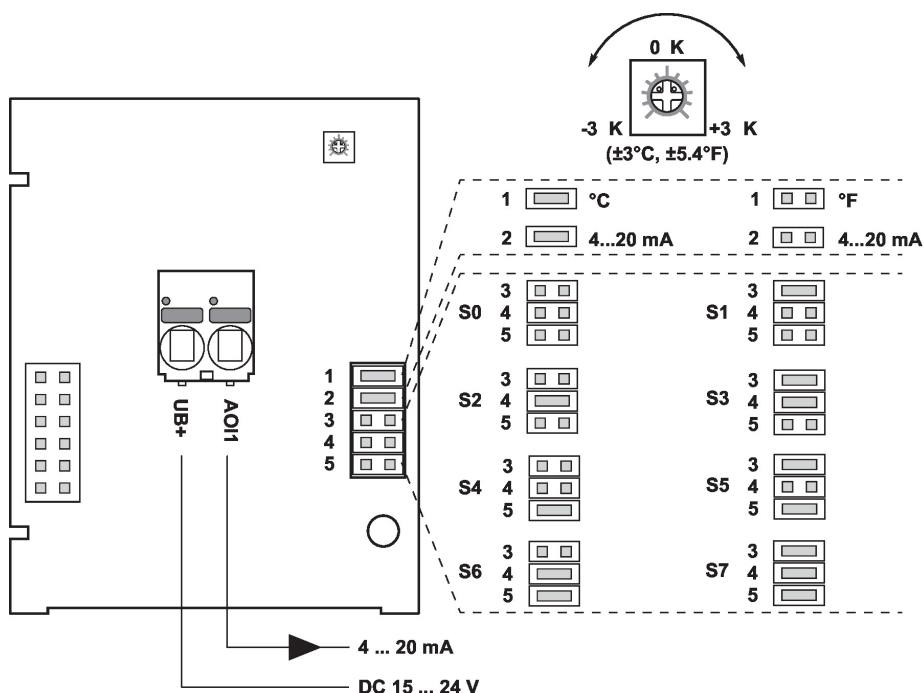 0 K
-3 K +3 K
(±3°C, ±5.4°F)
1 °C 1 °F
2 4...20 mA 2 4...20 mA
3 3
S0 4 S1 4
5 5
1
2
3
4
5
UB+
AOI1
3 3
S2 4 S3 4
5 5
3 3
S4 4 S5 4
5 5
3 3
S6 4 S7 4
5 5
4 ... 20 mA
DC 15 ... 24 V